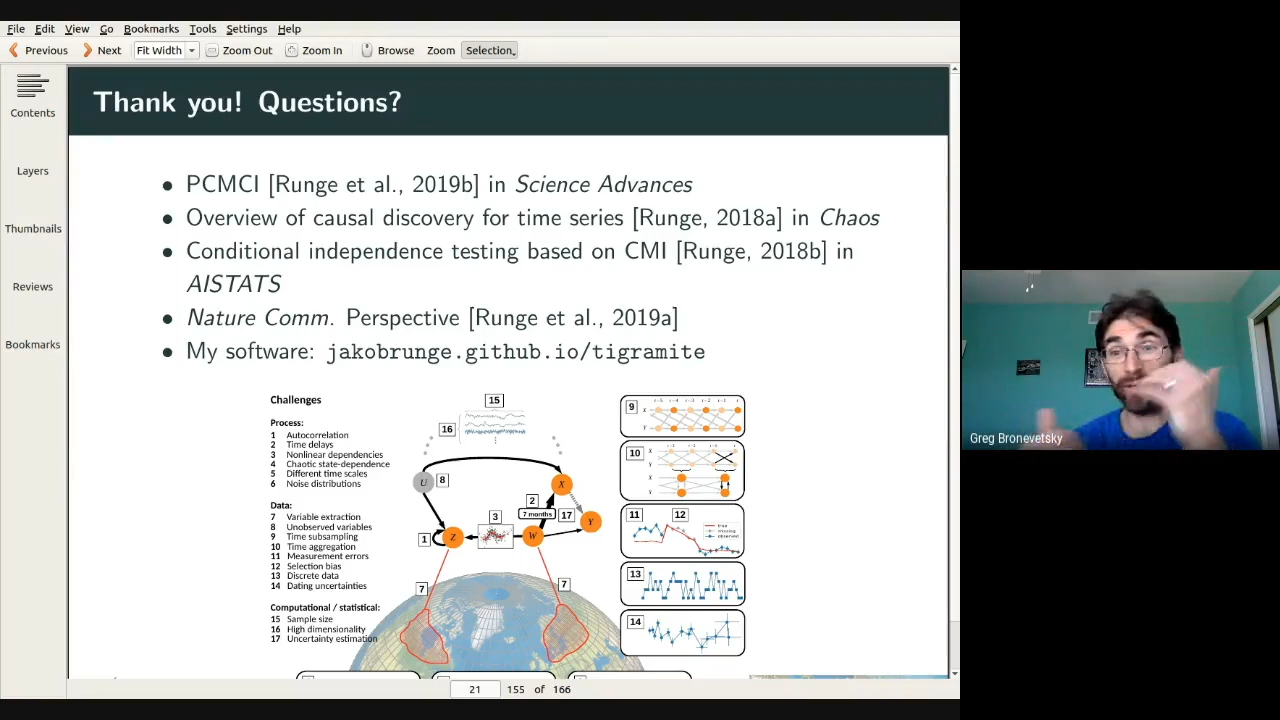 File Edit View Go Bookmarks Tools Settings Help
Previous Next Fit Width Zoom Out Zoom In Browse Zoom Selection
Contents
Layers
Thumbnails
Reviews
Bookmarks
Thank you! Questions?
• PCMCI [Runge et al., 2019b] in Science Advances
• Overview of causal discovery for time series [Runge, 2018a] in Chaos
• Conditional independence testing based on CMI [Runge, 2018b] in
AISTATS
• Nature Comm. Perspective [Runge et al., 2019a]
• My software: jakobrunge.github.io/tigramite
Challenges
Process:
1 Autocorrelation
2 Time delays
3 Nonlinear dependencies
4 Chaotic state-dependence
5 Different time scales
6 Noise distributions
Data:
7 Variable extraction
8 Unobserved variables
9 Time subsampling
10 Time aggregation
11 Measurement errors
12 Selection bias
13 Discrete data
14 Dating uncertainties
Computational / statistical:
15 Sample size
16 High dimensionality
17 Uncertainty estimation
15
16
U 8
X
2
7 months
17
Y
3
1 Z
W
7
7
9
X
Y
10
X
Y
X
Y
11 12
true
missing
observed
13
14
Greg Bronevetsky
21 155 of 166